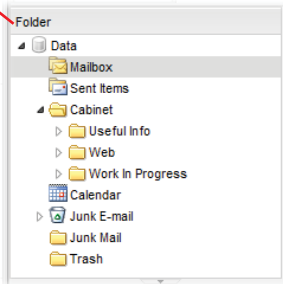 Folder
Data
Mailbox
Sent Items
Cabinet
Useful Info
Web
Work In Progress
Calendar
Junk E-mail
Junk Mail
Trash